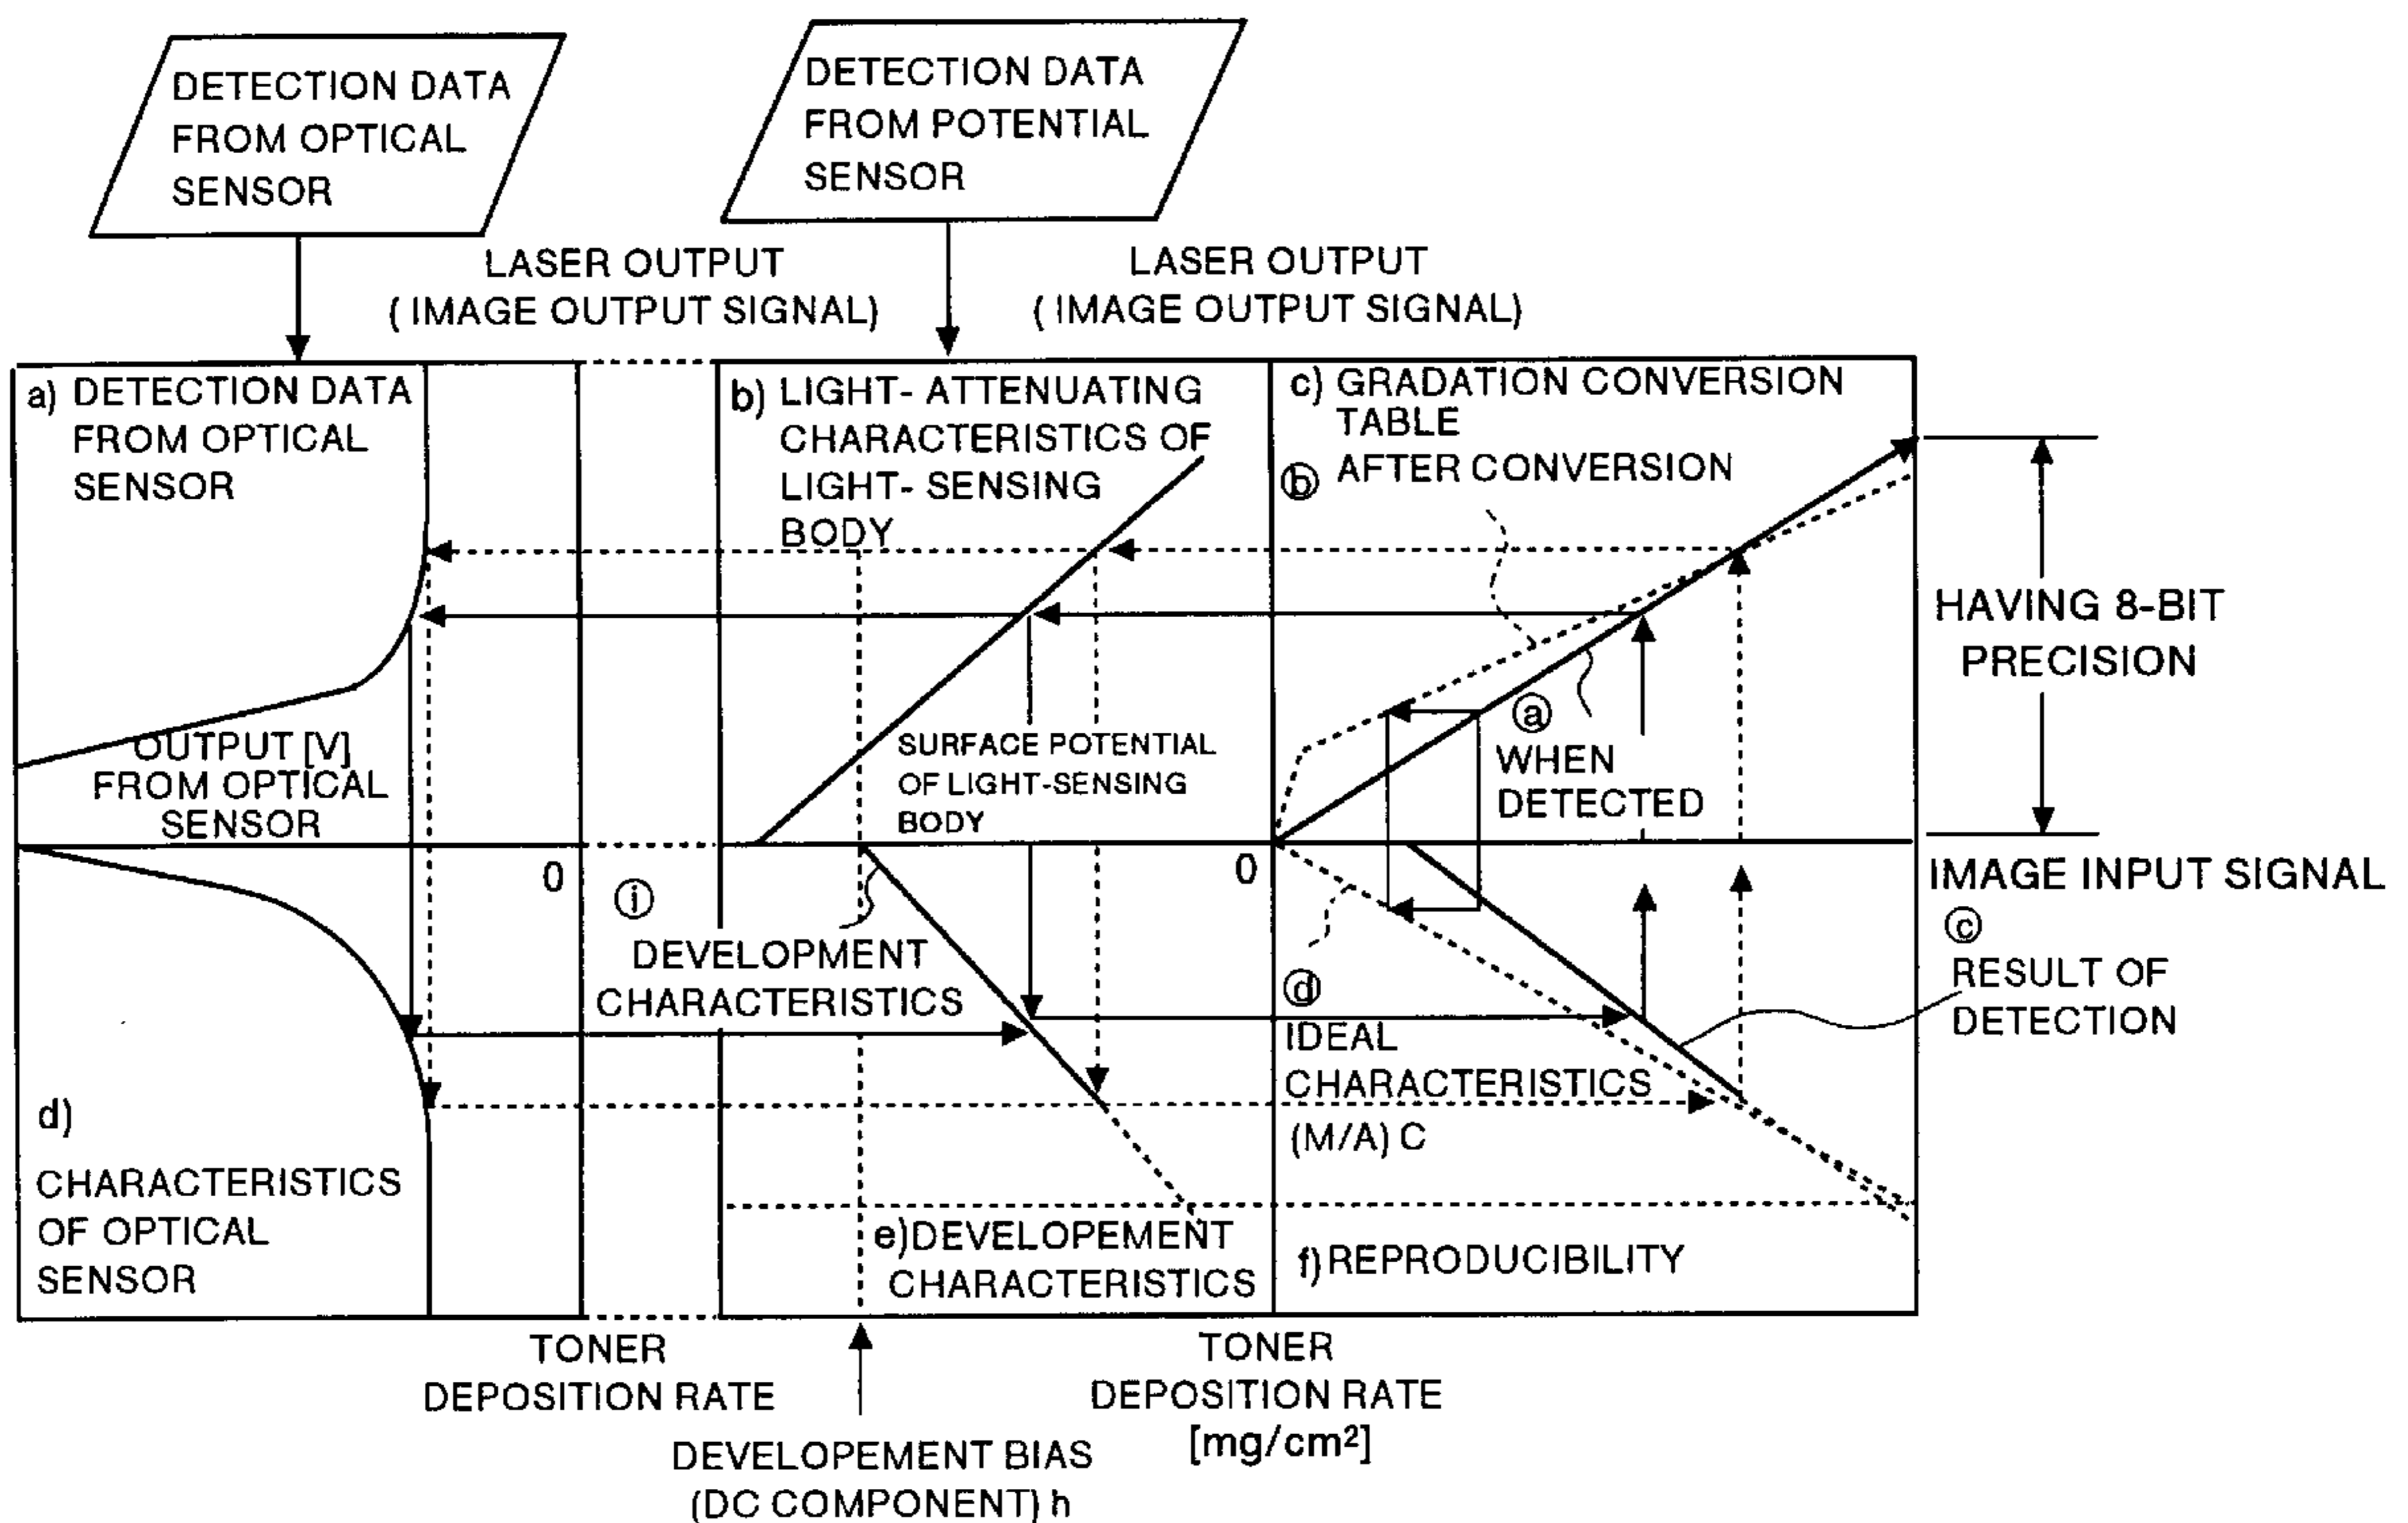 DETECTION DATA
FROM OPTICAL
SENSOR
DETECTION DATA
FROM POTENTIAL
SENSOR
LASER OUTPUT
( IMAGE OUTPUT SIGNAL)
LASER OUTPUT
( IMAGE OUTPUT SIGNAL)
a) DETECTION DATA
FROM OPTICAL
SENSOR
OUTPUT [V]
FROM OPTICAL
SENSOR
0
b) LIGHT- ATTENUATING
CHARACTERISTICS OF
LIGHT- SENSING
BODY
SURFACE POTENTIAL
OF LIGHT-SENSING
BODY
0
c) GRADATION CONVERSION
TABLE
ⓑ AFTER CONVERSION
ⓐ
WHEN
DETECTED
HAVING 8-BIT
PRECISION
IMAGE INPUT SIGNAL
ⓒ
RESULT OF
DETECTION
d)
CHARACTERISTICS
OF OPTICAL
SENSOR
ⓘ
DEVELOPMENT
CHARACTERISTICS
e)DEVELOPEMENT
CHARACTERISTICS
ⓓ
IDEAL
CHARACTERISTICS
(M/A) C
f)REPRODUCIBILITY
TONER
DEPOSITION RATE
DEVELOPEMENT BIAS
(DC COMPONENT) h
TONER
DEPOSITION RATE
[mg/cm²]